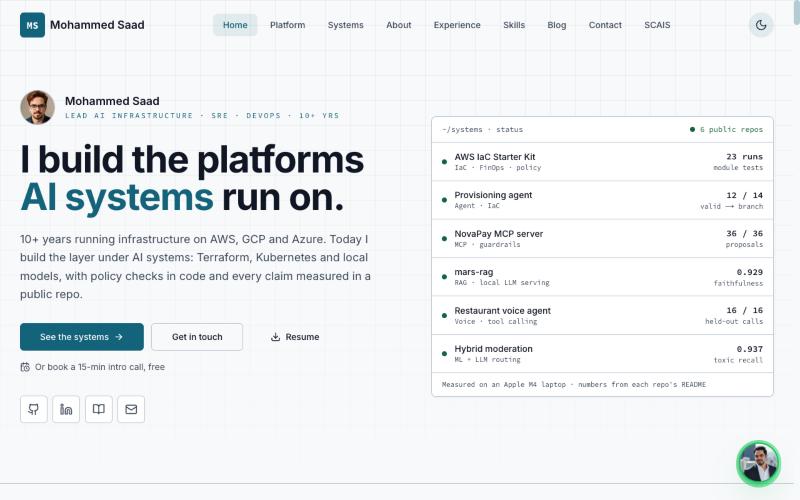 MS Mohammed Saad
Home Platform Systems About Experience Skills Blog Contact SCAIS
Mohammed Saad
LEAD AI INFRASTRUCTURE · SRE · DEVOPS · 10+ YRS
I build the platforms
AI systems run on.
10+ years running infrastructure on AWS, GCP and Azure. Today I
build the layer under AI systems: Terraform, Kubernetes and local
models, with policy checks in code and every claim measured in a
public repo.
See the systems →
Get in touch
Resume
Or book a 15-min intro call, free
~/systems · status
6 public repos
AWS IaC Starter Kit
IaC · FinOps · policy
23 runs
module tests
Provisioning agent
Agent · IaC
12 / 14
valid ⟶ branch
NovaPay MCP server
MCP · guardrails
36 / 36
proposals
mars-rag
RAG · local LLM serving
0.929
faithfulness
Restaurant voice agent
Voice · tool calling
16 / 16
held-out calls
Hybrid moderation
ML + LLM routing
0.937
toxic recall
Measured on an Apple M4 laptop · numbers from each repo's README